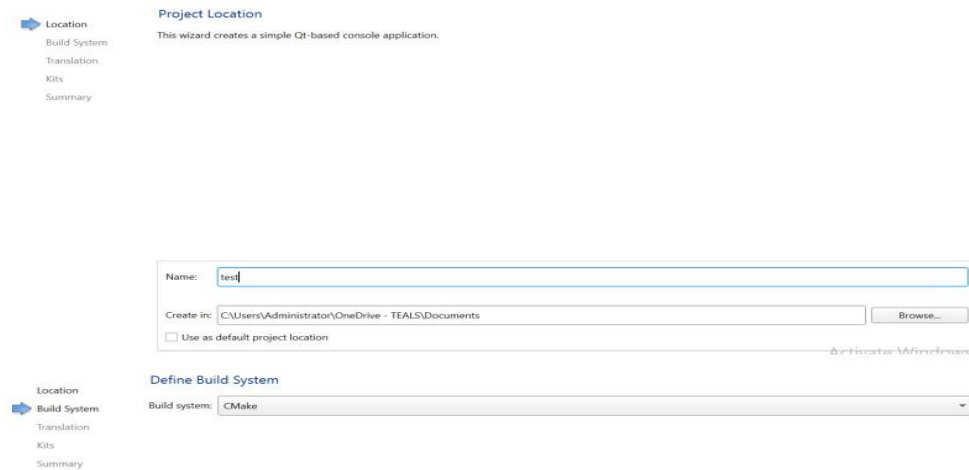 Project Location
Location
This wizard creates a simple Qt-based console application.
Build System
Translation
Kits
Summary
Name: test
Create in: C:\Users\Administrator\OneDrive - TEALS\Documents Browse...
Use as default project location
Activate Windows
Define Build System
Location
Build System
Build system: CMake
Translation
Kits
Summary